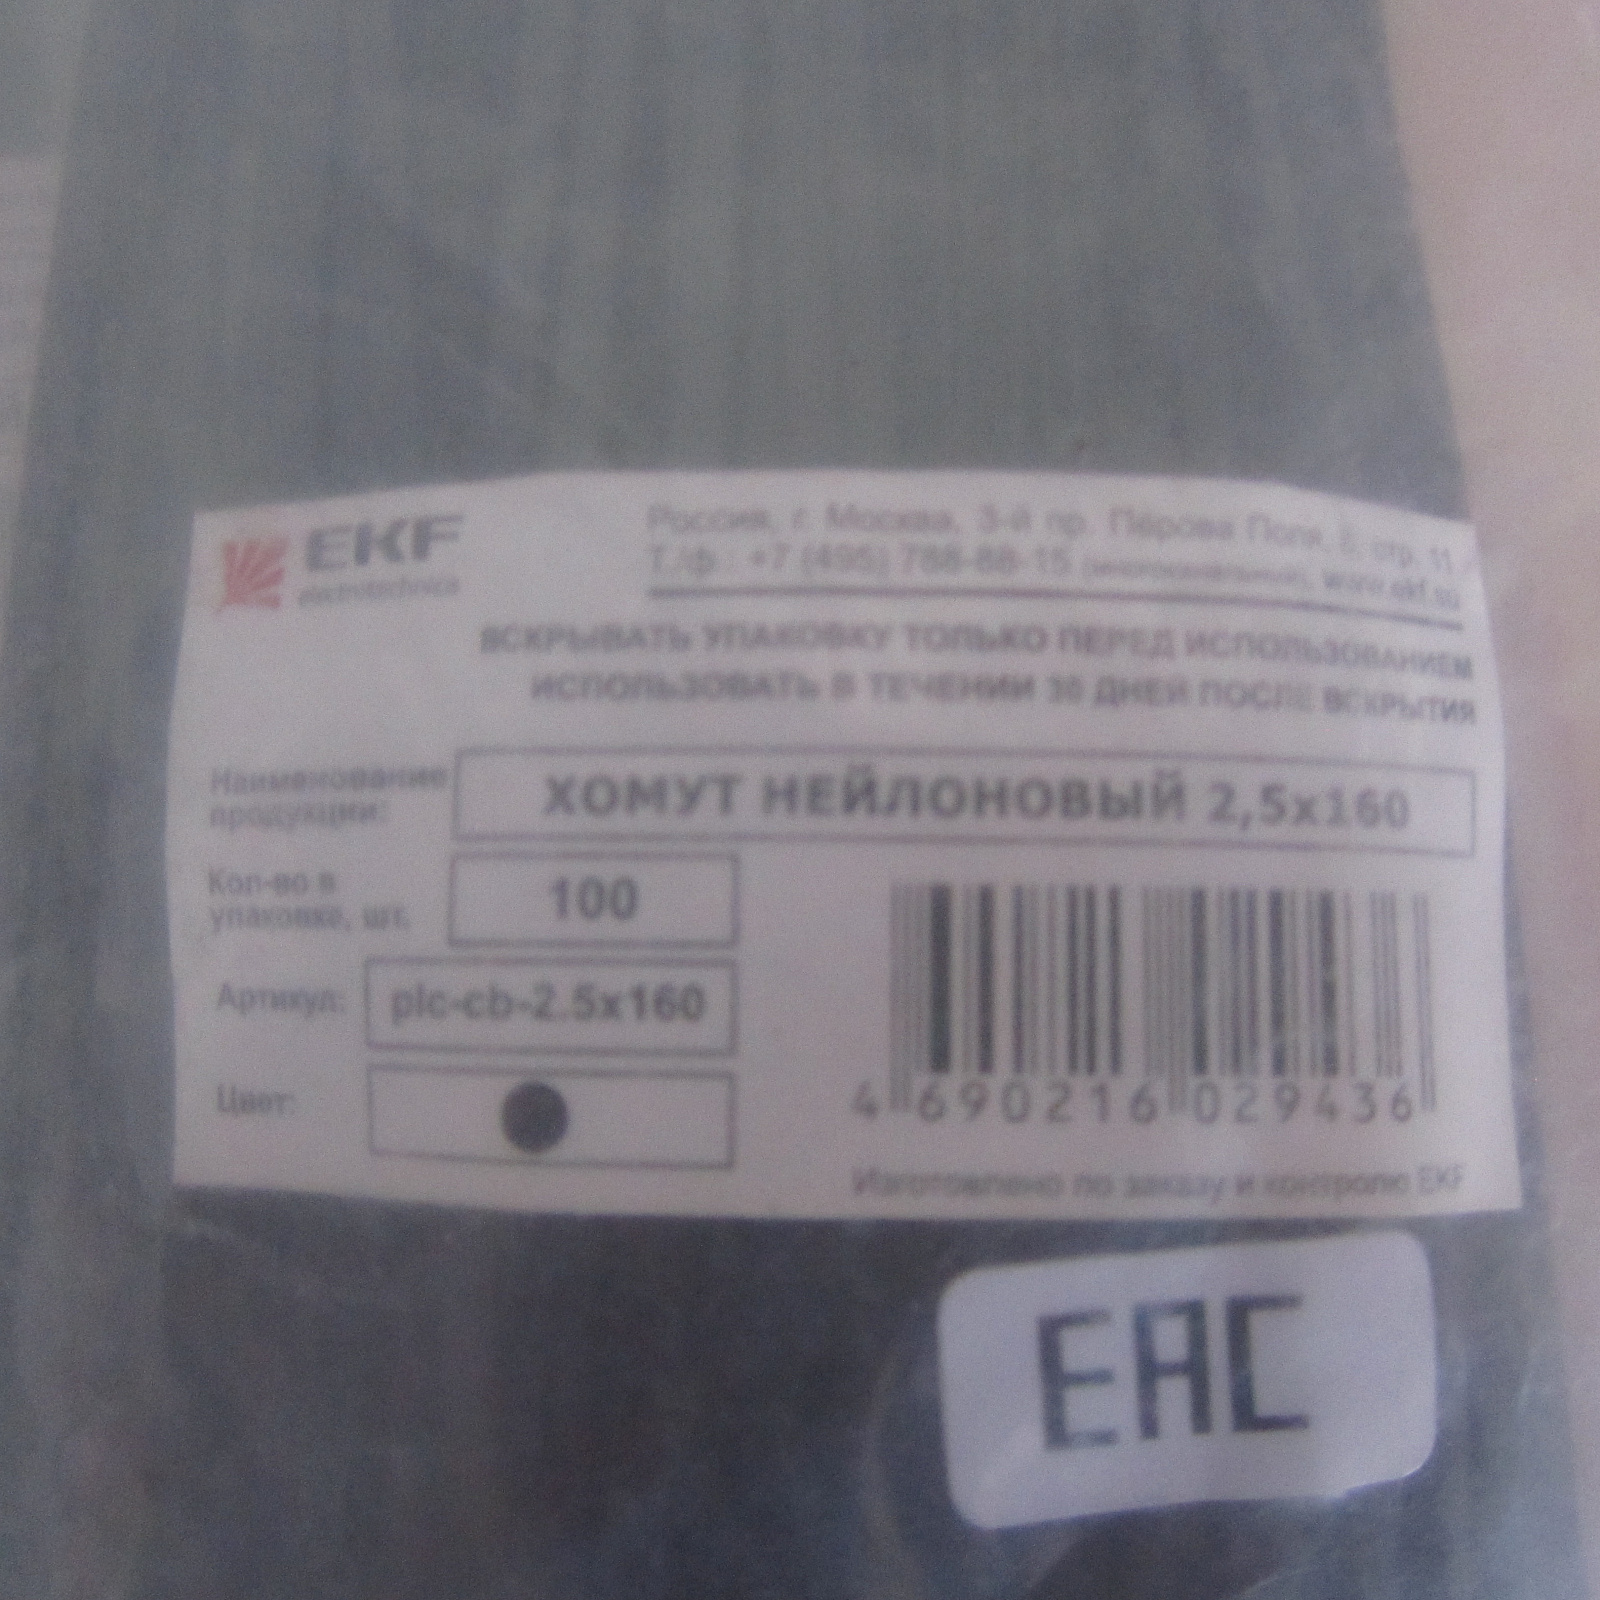 EKF
electrotechnica
Россия, г. Москва, 3-й пр. Перова Поля, стр. 11
Т./ф.: +7 (495) 788-88-15 (многоканальный), www.ekf.su
ВСКРЫВАТЬ УПАКОВКУ ТОЛЬКО ПЕРЕД ИСПОЛЬЗОВАНИЕМ
ИСПОЛЬЗОВАТЬ В ТЕЧЕНИИ 30 ДНЕЙ ПОСЛЕ ВСКРЫТИЯ
Наименование
продукции:
ХОМУТ НЕЙЛОНОВЫЙ 2,5х160
Кол-во в
упаковке, шт.
100
Артикул:
plc-cb-2.5x160
Цвет:
4 690216 029436
Изготовлено по заказу и контролю EKF
EAC